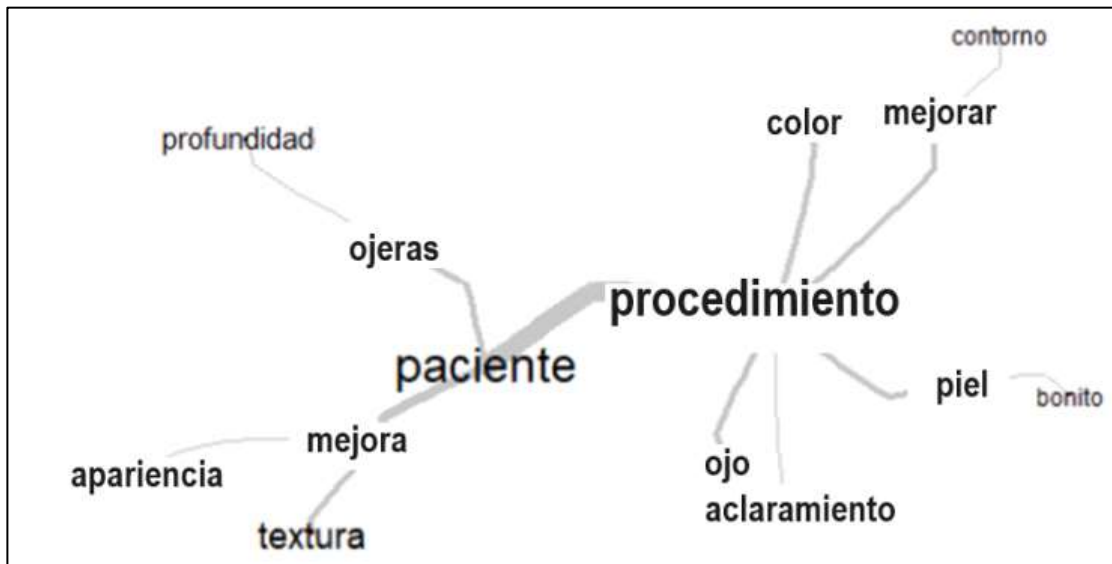 contorno
color
mejorar
profundidad
ojeras
procedimiento
paciente
piel
bonito
mejora
ojo
apariencia
aclaramiento
textura